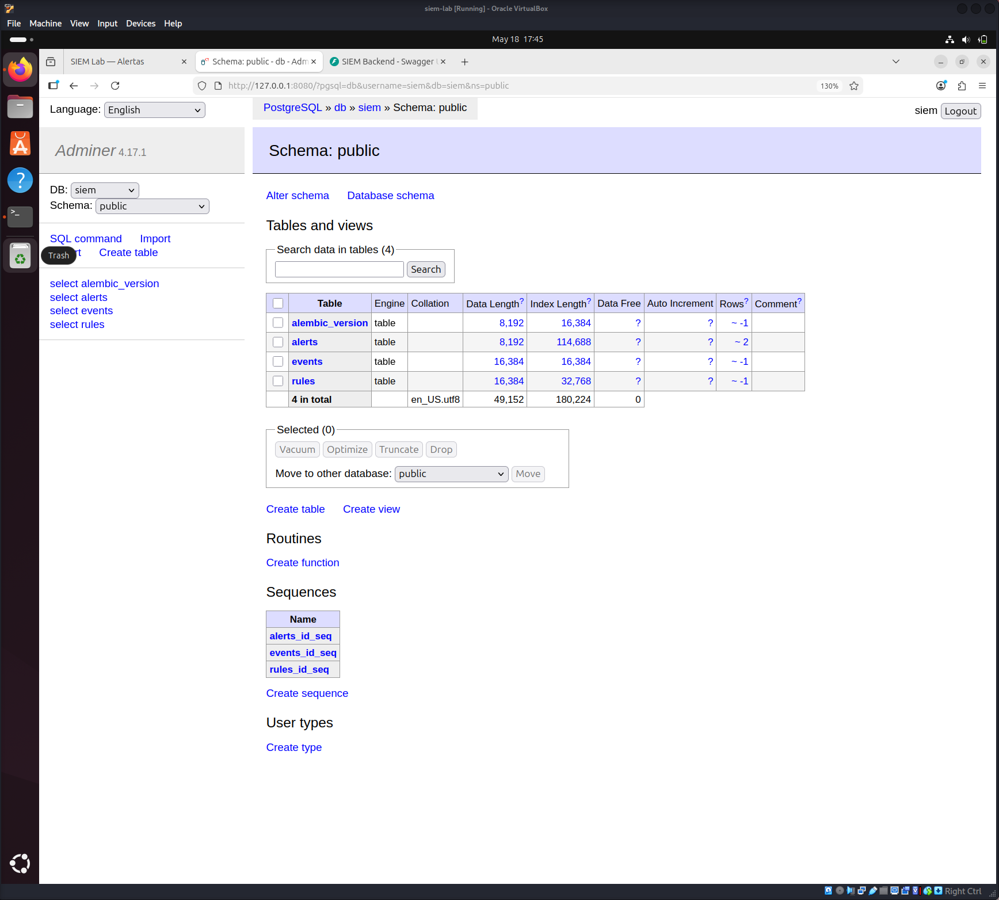 siem-lab [Running] - Oracle VirtualBox
File Machine View Input Devices Help
May 18 17:45
SIEM Lab — Alertas
Schema: public - db - Adm
SIEM Backend - Swagger
http://127.0.0.1:8080/?pgsql=db&username=siem&db=siem&ns=public
130%
Language: English
PostgreSQL » db » siem » Schema: public
siem Logout
Adminer 4.17.1
Schema: public
DB: siem
Schema: public
SQL command Import
rt Create table
Trash
select alembic_version
select alerts
select events
select rules
Alter schema Database schema
Tables and views
Search data in tables (4)
Search
Table Engine Collation Data Length? Index Length? Data Free Auto Increment Rows? Comment?
alembic_version table 8,192 16,384 ? ? ~ -1
alerts table 8,192 114,688 ? ? ~ 2
events table 16,384 16,384 ? ? ~ -1
rules table 16,384 32,768 ? ? ~ -1
4 in total en_US.utf8 49,152 180,224 0
Selected (0)
Vacuum Optimize Truncate Drop
Move to other database: public Move
Create table Create view
Routines
Create function
Sequences
Name
alerts_id_seq
events_id_seq
rules_id_seq
Create sequence
User types
Create type
Right Ctrl